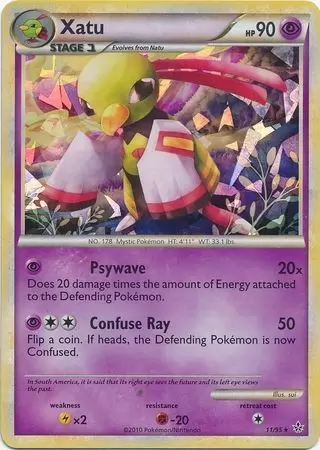 Xatu
HP 90
STAGE 1 Evolves from Natu
NO. 178 Mystic Pokémon HT: 4'11" WT: 33.1 lbs.
Psywave 20x
Does 20 damage times the amount of Energy attached
to the Defending Pokémon.
Confuse Ray 50
Flip a coin. If heads, the Defending Pokémon is now
Confused.
In South America, it is said that its right eye sees the future and its left eye views
the past.
Illus. sui
weakness resistance retreat cost
×2 -20
©2010 Pokémon/Nintendo 11/95 ★